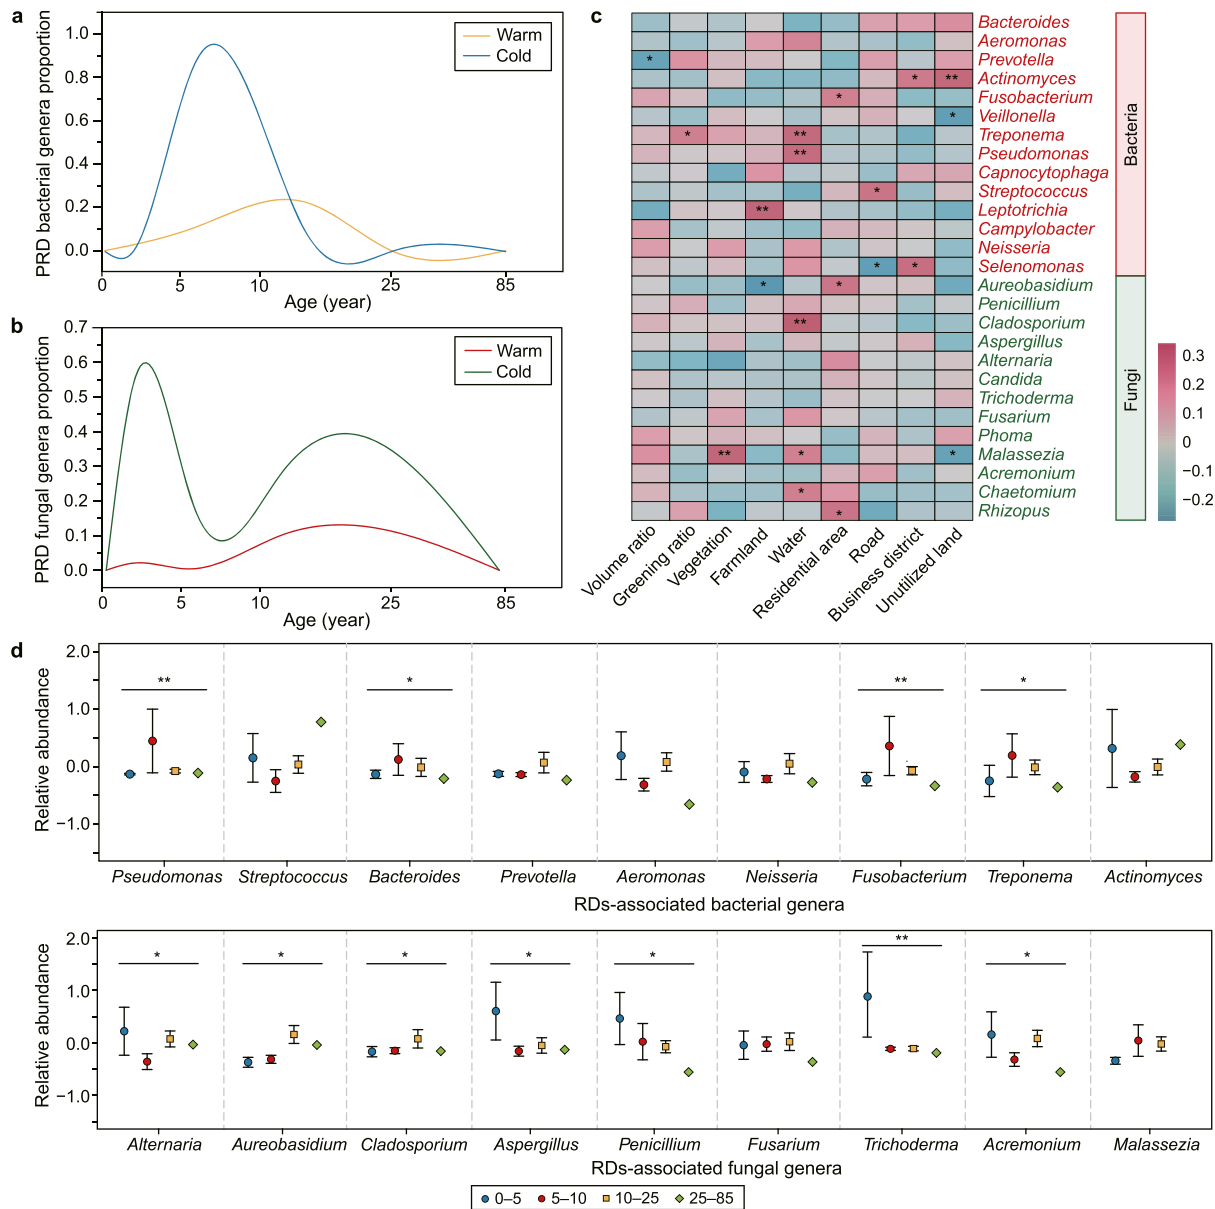 a
PRD bacterial genera proportion
1.0
0.8
0.6
0.4
0.2
0.0
Warm
Cold
0 5 10 25 85
Age (year)
b
PRD fungal genera proportion
0.7
0.6
0.5
0.4
0.3
0.2
0.1
0.0
Warm
Cold
0 5 10 25 85
Age (year)
c
Bacteroides
Aeromonas
* Prevotella
* ** Actinomyces
* Fusobacterium
* Veillonella
* ** Treponema
** Pseudomonas
Capnocytophaga
* Streptococcus
** Leptotrichia
Campylobacter
Neisseria
* * Selenomonas
* * Aureobasidium
Penicillium
** Cladosporium
Aspergillus
Alternaria
Candida
Trichoderma
Fusarium
Phoma
** * * Malassezia
Acremonium
* Chaetomium
* Rhizopus
Bacteria
Fungi
0.3
0.2
0.1
0
−0.1
−0.2
Volume ratio
Greening ratio
Vegetation
Farmland
Water
Residential area
Road
Business district
Unutilized land
d
Relative abundance
2.0
1.0
0.0
−1.0
** * ** *
Pseudomonas Streptococcus Bacteroides Prevotella Aeromonas Neisseria Fusobacterium Treponema Actinomyces
RDs-associated bacterial genera
Relative abundance
2.0
1.0
0.0
−1.0
* * * * * ** *
Alternaria Aureobasidium Cladosporium Aspergillus Penicillium Fusarium Trichoderma Acremonium Malassezia
RDs-associated fungal genera
0–5 5–10 10–25 25–85